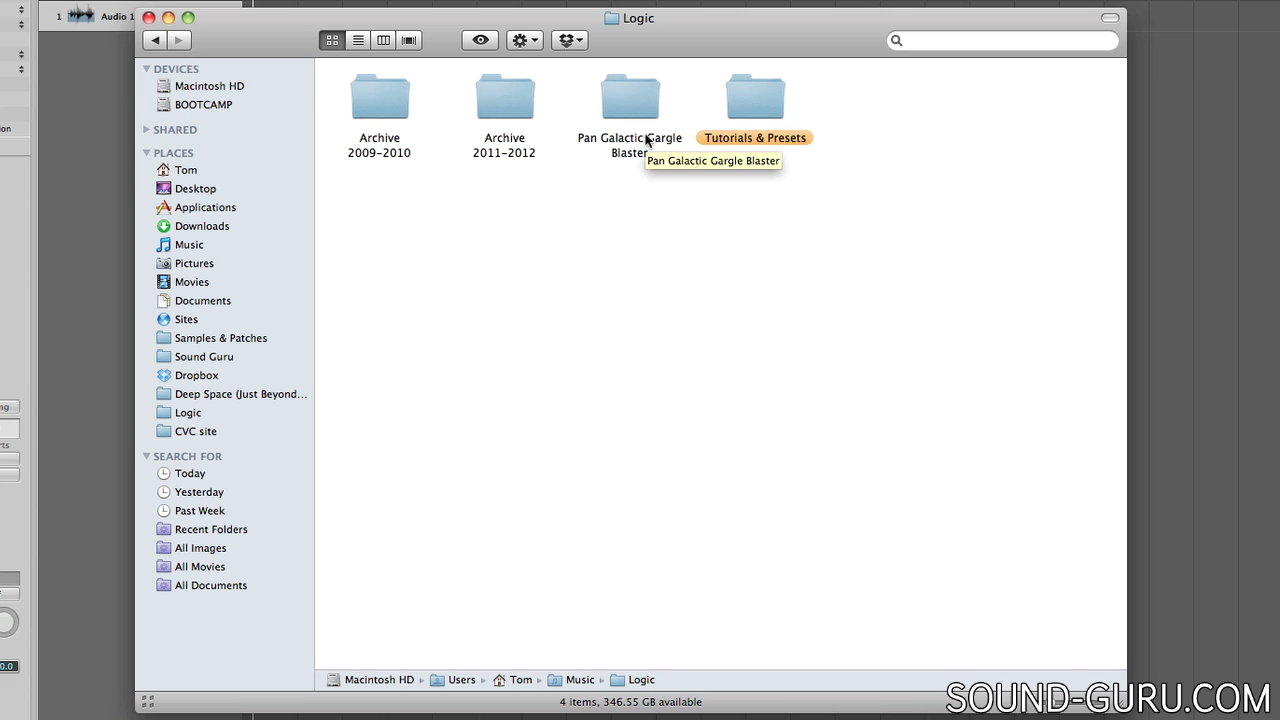 1 Audio 1
Logic
DEVICES
Macintosh HD
BOOTCAMP
SHARED
PLACES
Tom
Desktop
Applications
Downloads
Music
Pictures
Movies
Documents
Sites
Samples & Patches
Sound Guru
Dropbox
Deep Space (Just Beyond...
Logic
CVC site
SEARCH FOR
Today
Yesterday
Past Week
Recent Folders
All Images
All Movies
All Documents
Archive
2009-2010
Archive
2011-2012
Pan Galactic Gargle
Blaster
Tutorials & Presets
Pan Galactic Gargle Blaster
Macintosh HD Users Tom Music Logic
4 items, 346.55 GB available
SOUND-GURU.COM